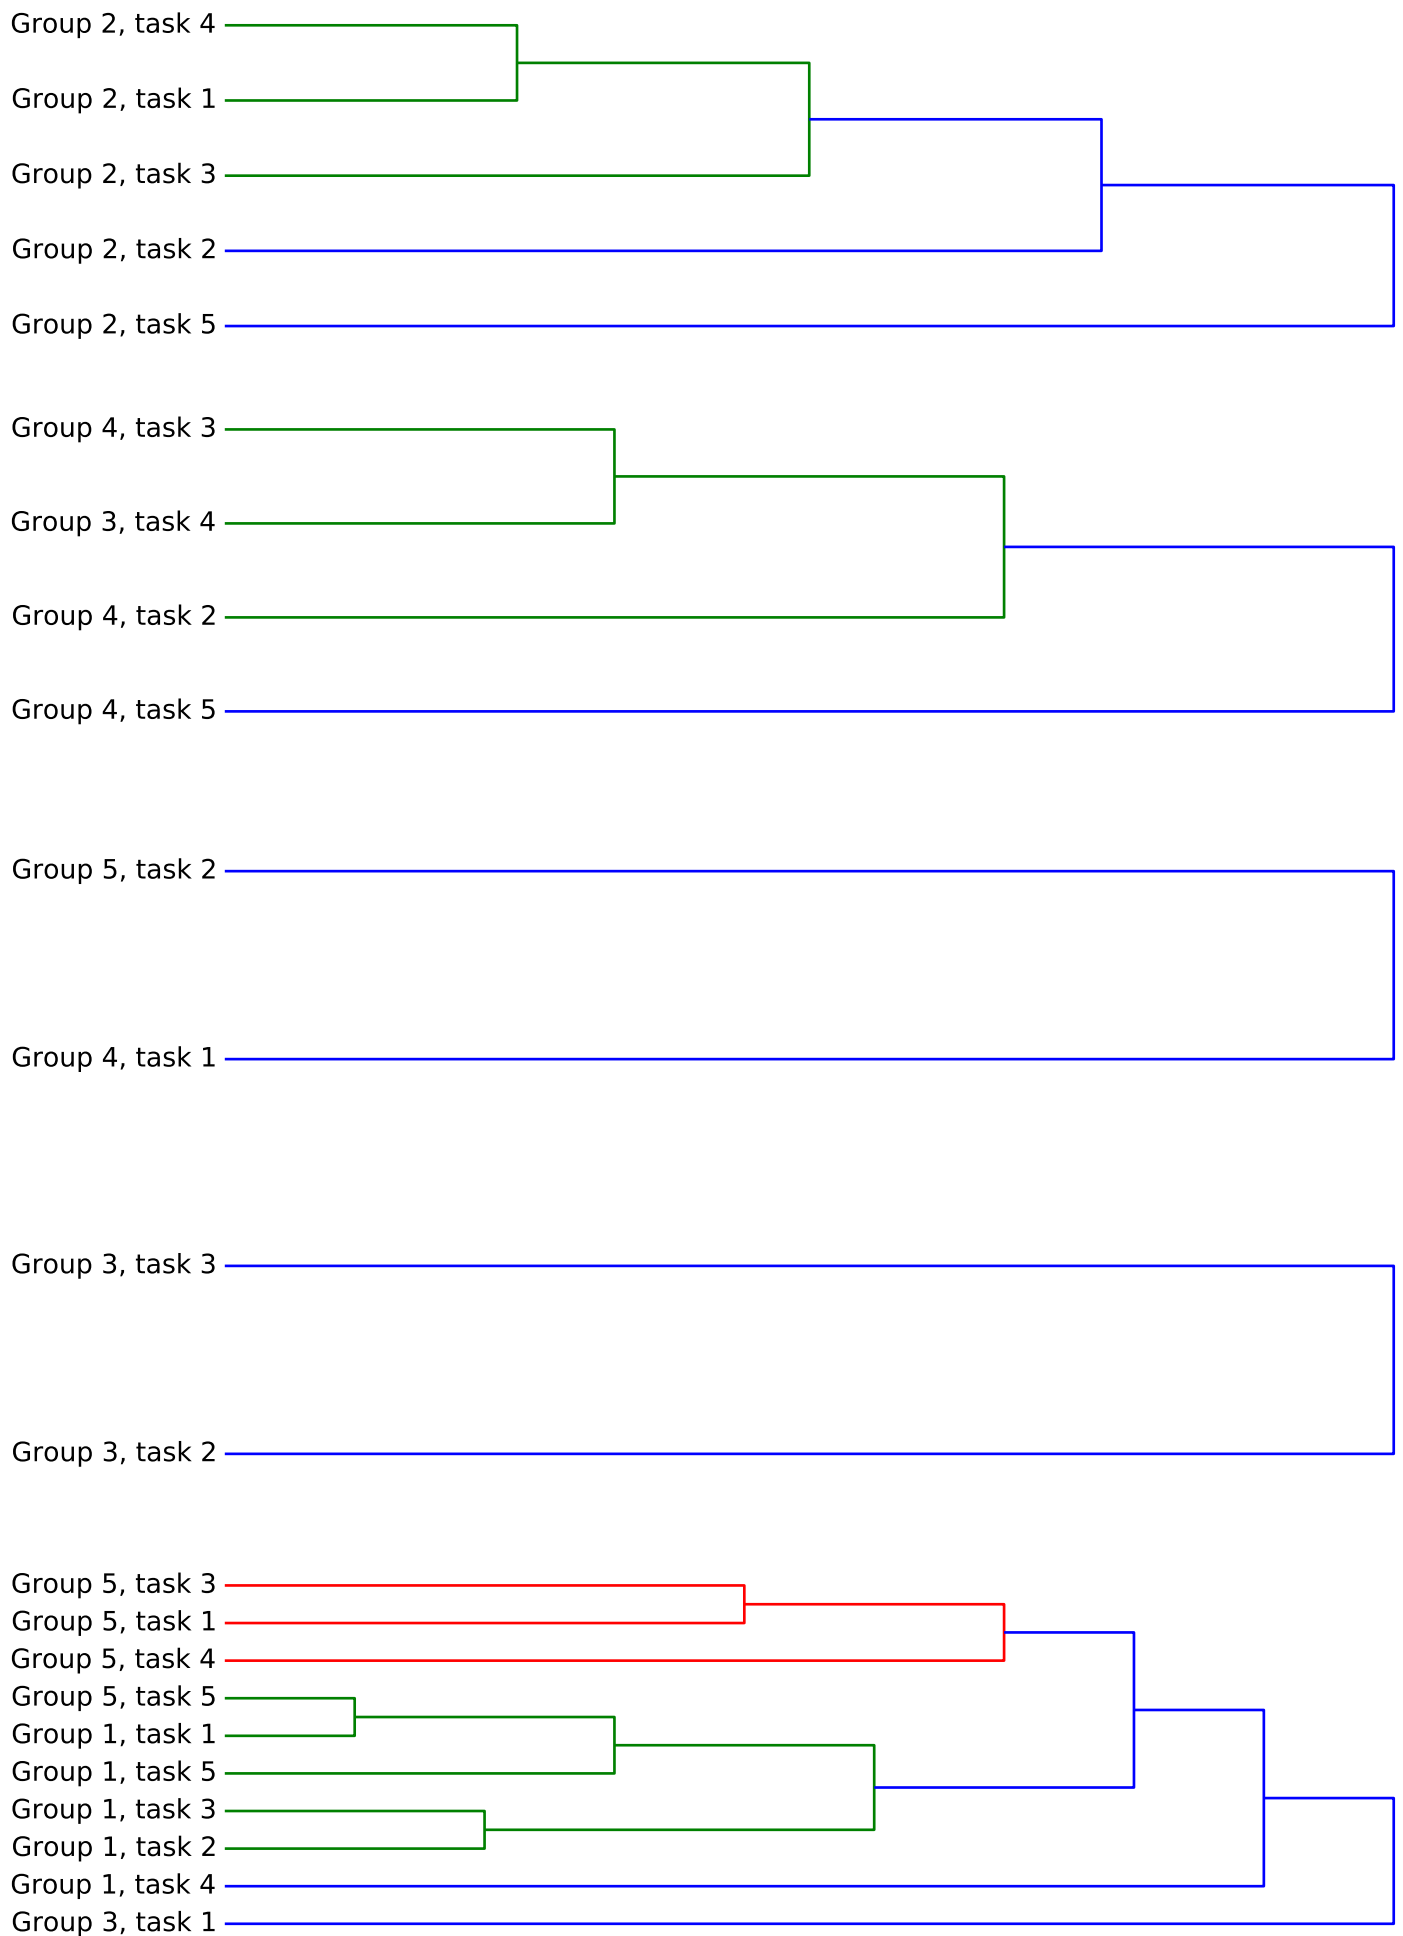 Group 2, task 4
Group 2, task 1
Group 2, task 3
Group 2, task 2
Group 2, task 5
Group 4, task 3
Group 3, task 4
Group 4, task 2
Group 4, task 5
Group 5, task 2
Group 4, task 1
Group 3, task 3
Group 3, task 2
Group 5, task 3
Group 5, task 1
Group 5, task 4
Group 5, task 5
Group 1, task 1
Group 1, task 5
Group 1, task 3
Group 1, task 2
Group 1, task 4
Group 3, task 1